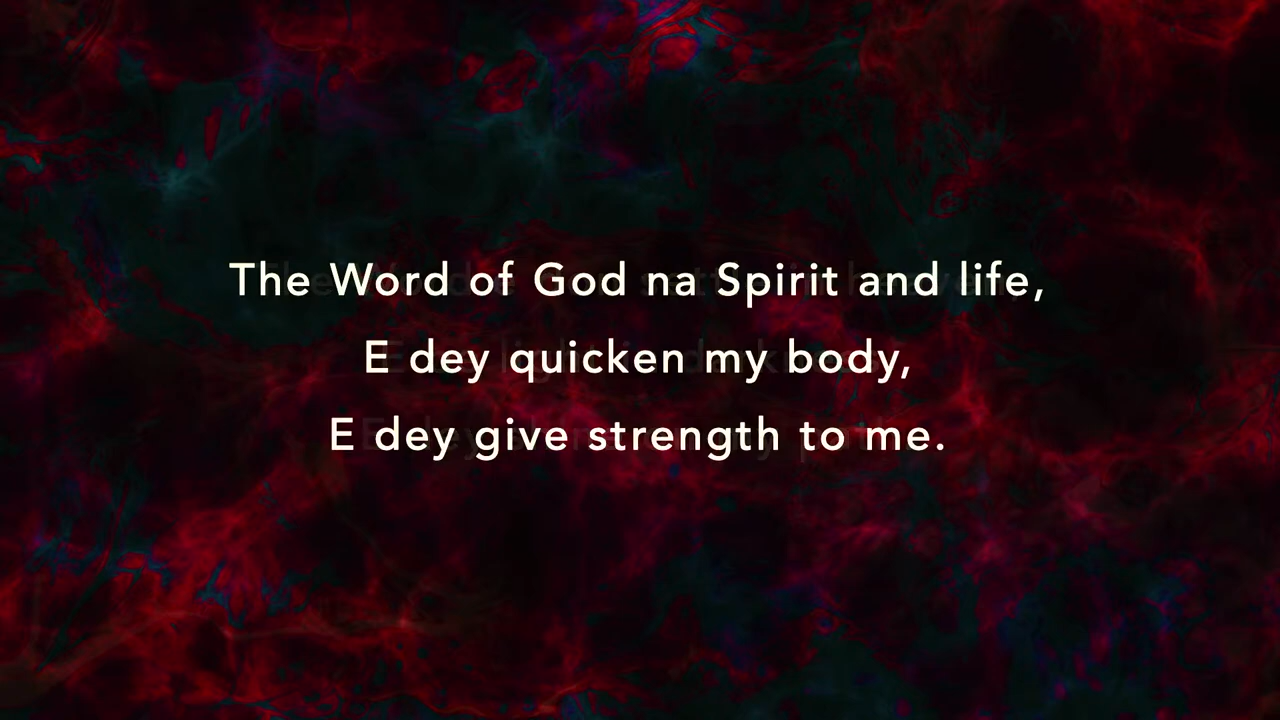 The Word of God na Spirit and life,
E dey quicken my body,
E dey give strength to me.